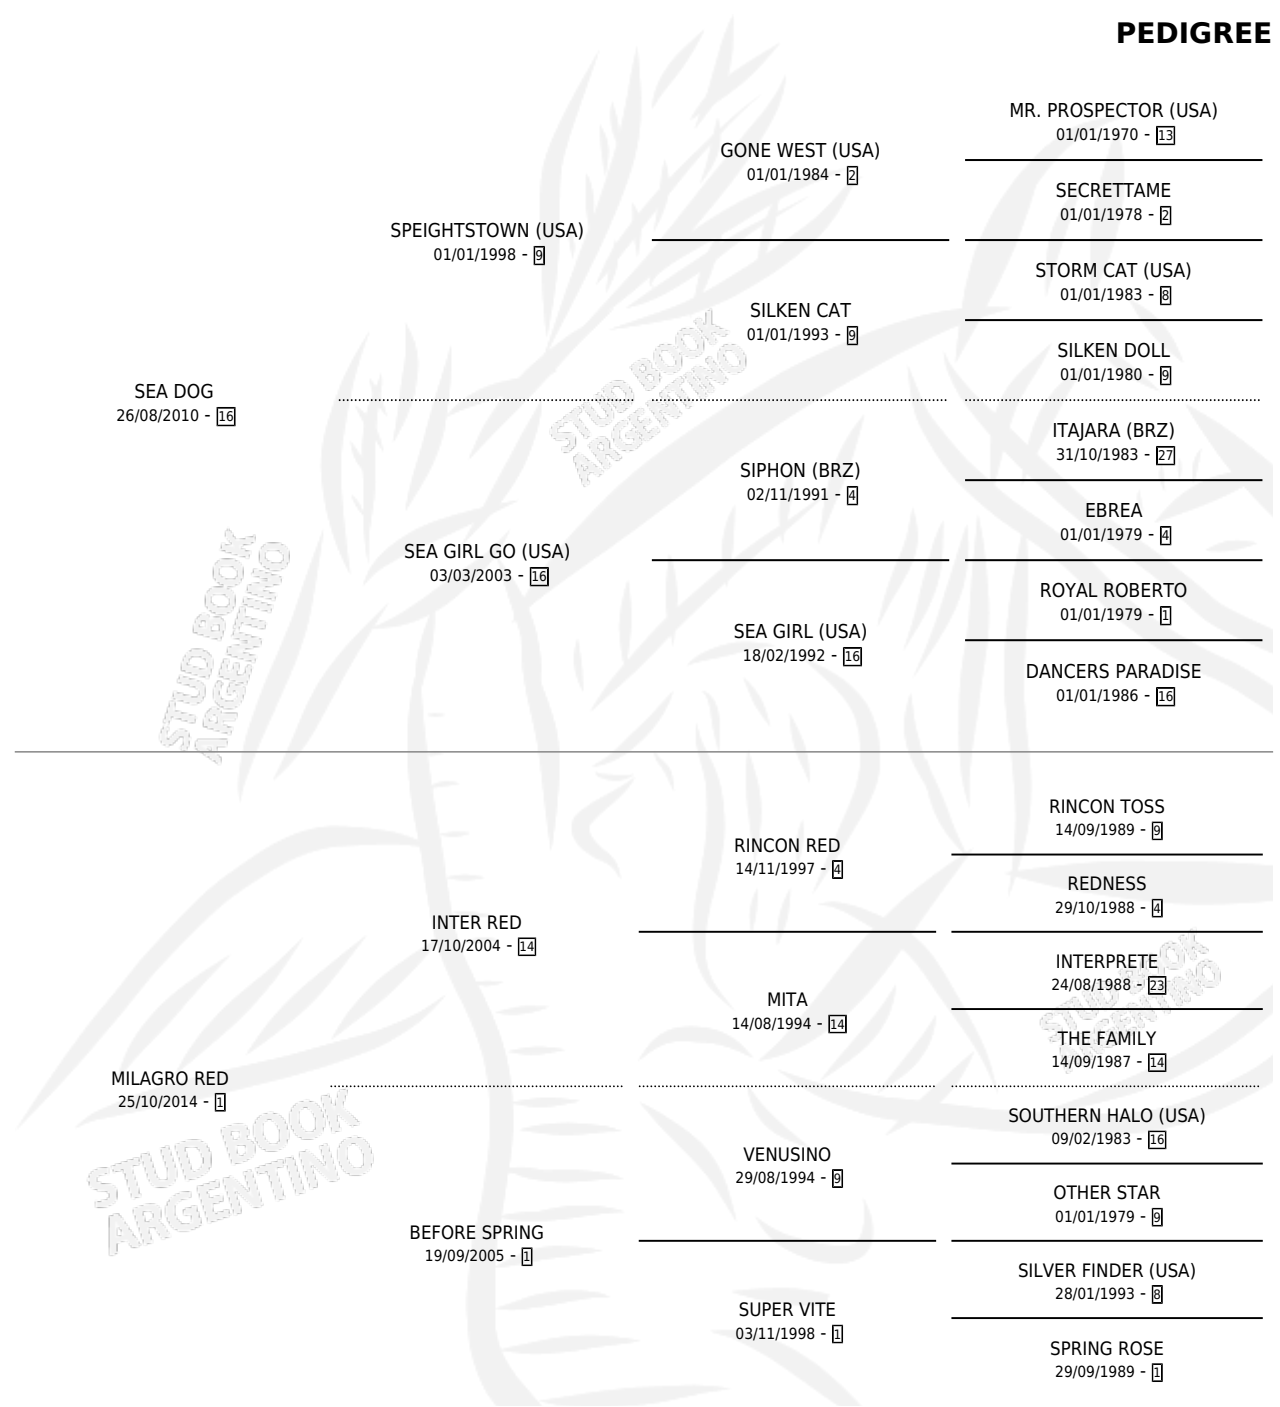 PEDIGREE
MR. PROSPECTOR (USA)
01/01/1970 - 13
GONE WEST (USA)
01/01/1984 - 2
SECRETTAME
01/01/1978 - 2
SPEIGHTSTOWN (USA)
01/01/1998 - 9
STORM CAT (USA)
01/01/1983 - 8
SILKEN CAT
01/01/1993 - 9
SILKEN DOLL
01/01/1980 - 9
SEA DOG
26/08/2010 - 16
ITAJARA (BRZ)
31/10/1983 - 27
SIPHON (BRZ)
02/11/1991 - 4
EBREA
01/01/1979 - 4
SEA GIRL GO (USA)
03/03/2003 - 16
ROYAL ROBERTO
01/01/1979 - 1
SEA GIRL (USA)
18/02/1992 - 16
DANCERS PARADISE
01/01/1986 - 16
RINCON TOSS
14/09/1989 - 9
RINCON RED
14/11/1997 - 4
REDNESS
29/10/1988 - 4
INTER RED
17/10/2004 - 14
INTERPRETE
24/08/1988 - 23
MITA
14/08/1994 - 14
THE FAMILY
14/09/1987 - 14
MILAGRO RED
25/10/2014 - 1
SOUTHERN HALO (USA)
09/02/1983 - 16
VENUSINO
29/08/1994 - 9
OTHER STAR
01/01/1979 - 9
BEFORE SPRING
19/09/2005 - 1
SILVER FINDER (USA)
28/01/1993 - 8
SUPER VITE
03/11/1998 - 1
SPRING ROSE
29/09/1989 - 1
STUD BOOK
ARGENTINO
STUD BOOK
ARGENTINO
STUD BOOK
ARGENTINO
STUD BOOK
ARGENTINO